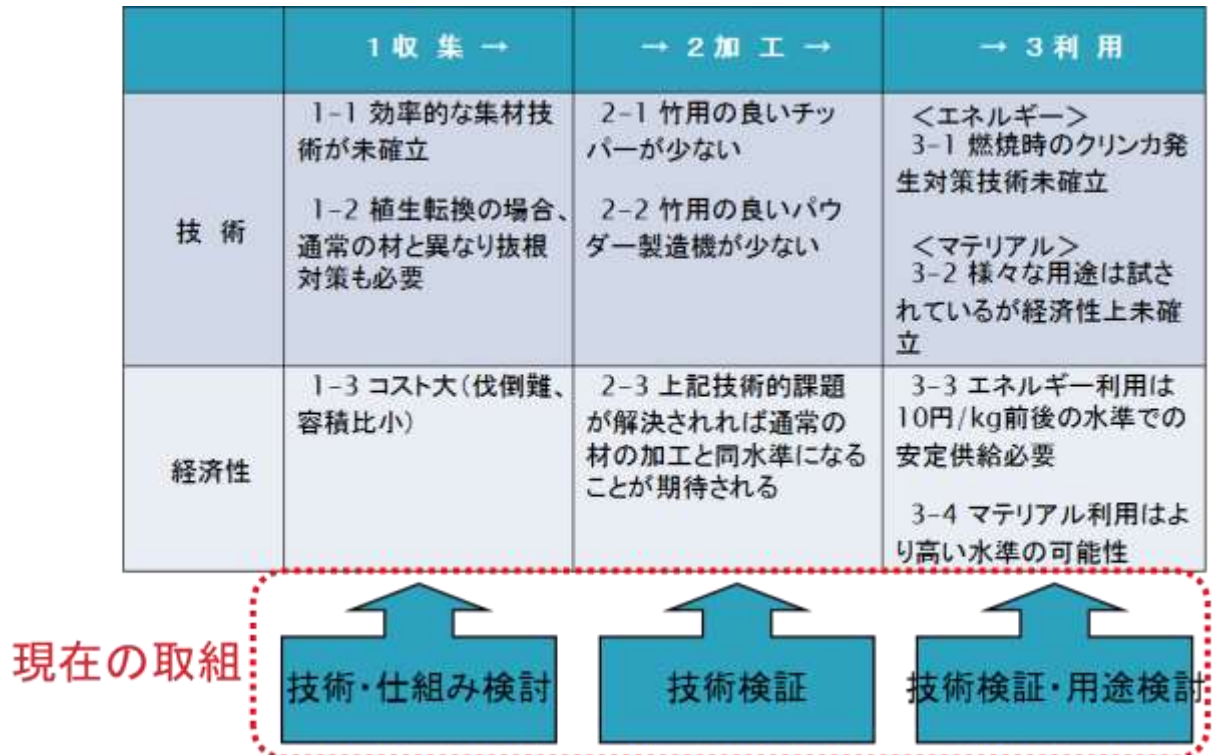 1 収 集 →
→ 2 加 工 →
→ 3 利 用
技 術
1-1 効率的な集材技
術が未確立
1-2 植生転換の場合、
通常の材と異なり抜根
対策も必要
2-1 竹用の良いチッ
パーが少ない
2-2 竹用の良いパウ
ダー製造機が少ない
<エネルギー>
3-1 燃焼時のクリンカ発
生対策技術未確立
<マテリアル>
3-2 様々な用途は試さ
れているが経済性上未確
立
経済性
1-3 コスト大(伐倒難、
容積比小)
2-3 上記技術的課題
が解決されれば通常の
材の加工と同水準になる
ことが期待される
3-3 エネルギー利用は
10円/kg前後の水準での
安定供給必要
3-4 マテリアル利用はよ
り高い水準の可能性
現在の取組
技術・仕組み検討
技術検証
技術検証・用途検討